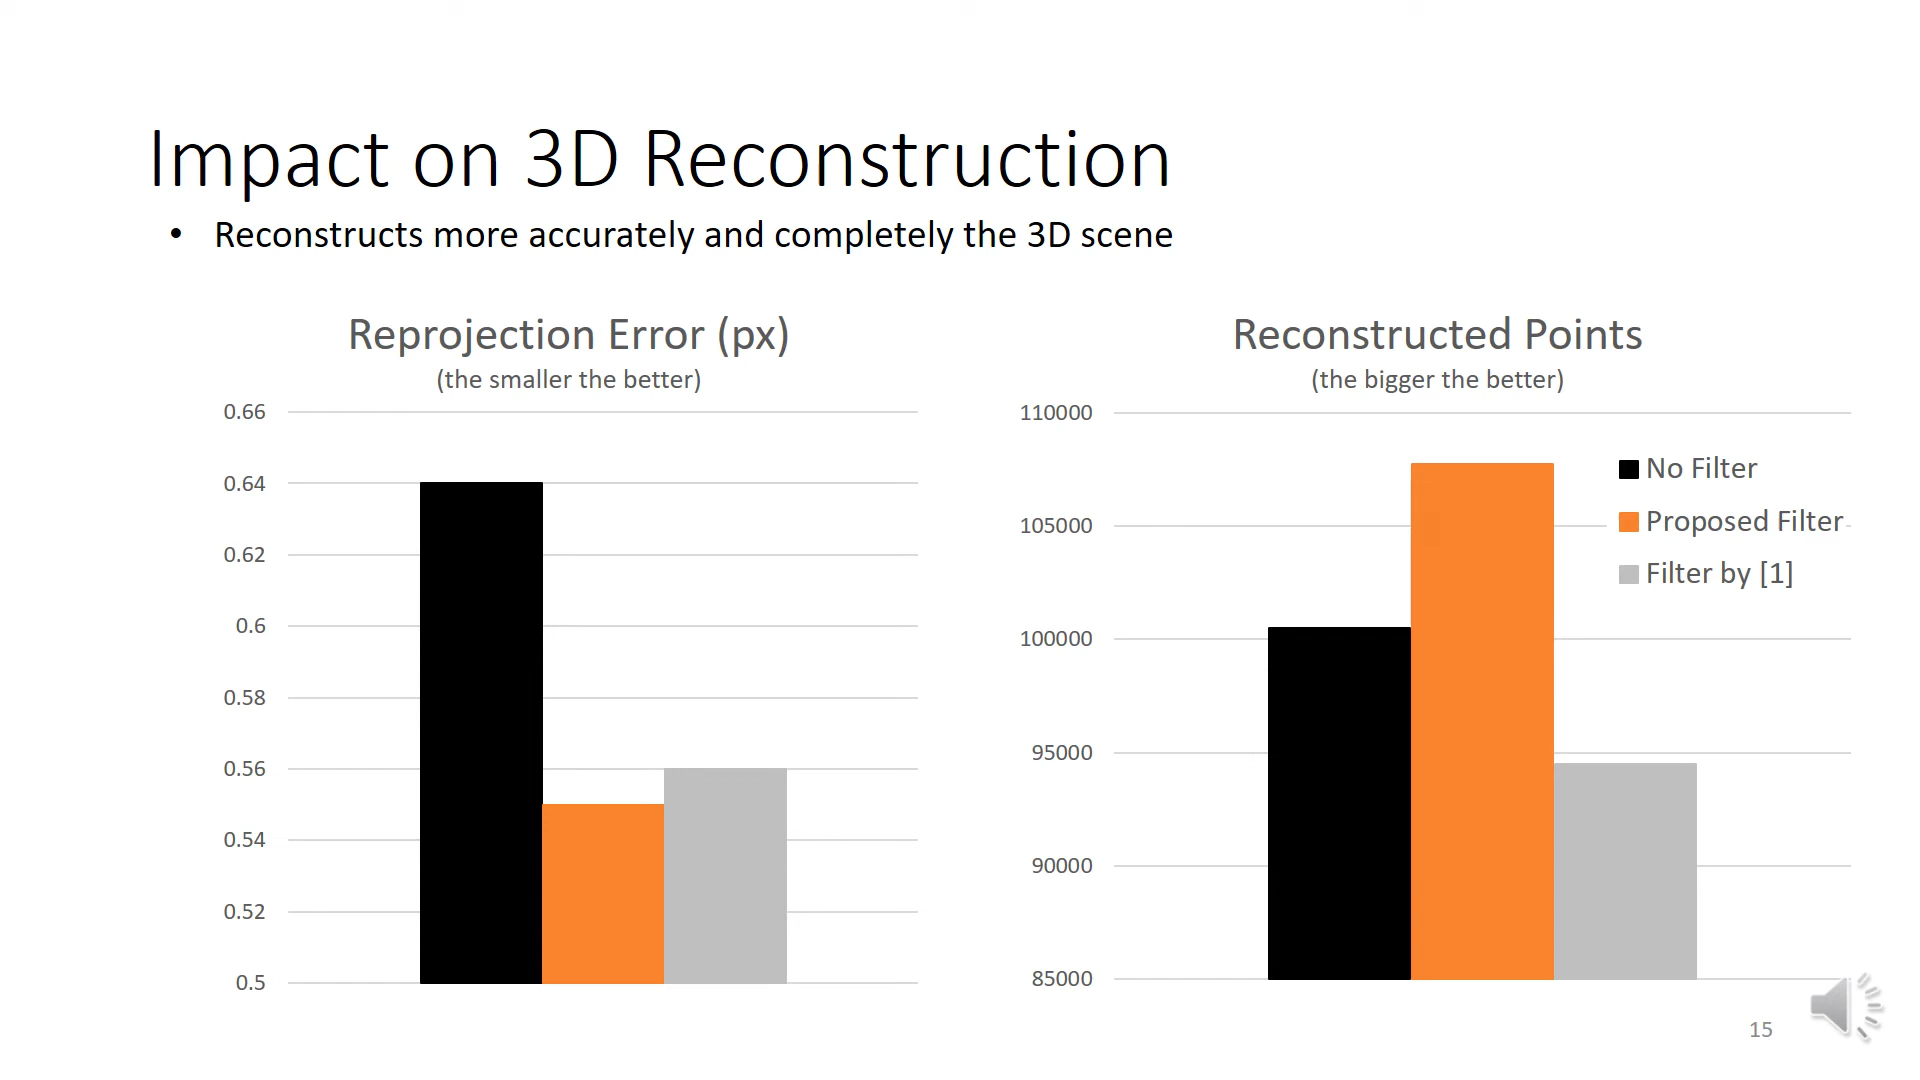 Impact on 3D Reconstruction
• Reconstructs more accurately and completely the 3D scene
Reprojection Error (px)
(the smaller the better)
0.66
0.64
0.62
0.6
0.58
0.56
0.54
0.52
0.5
Reconstructed Points
(the bigger the better)
110000
105000
100000
95000
90000
85000
No Filter
Proposed Filter
Filter by [1]
15